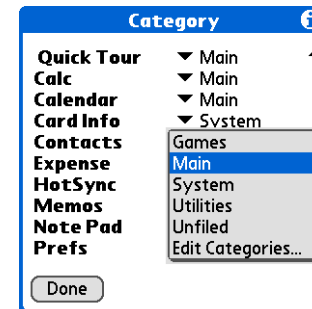 Category
Quick Tour Main
Calc Main
Calendar Main
Card Info System
Contacts Games
Expense Main
HotSync System
Memos Utilities
Note Pad Unfiled
Prefs Edit Categories...
Done